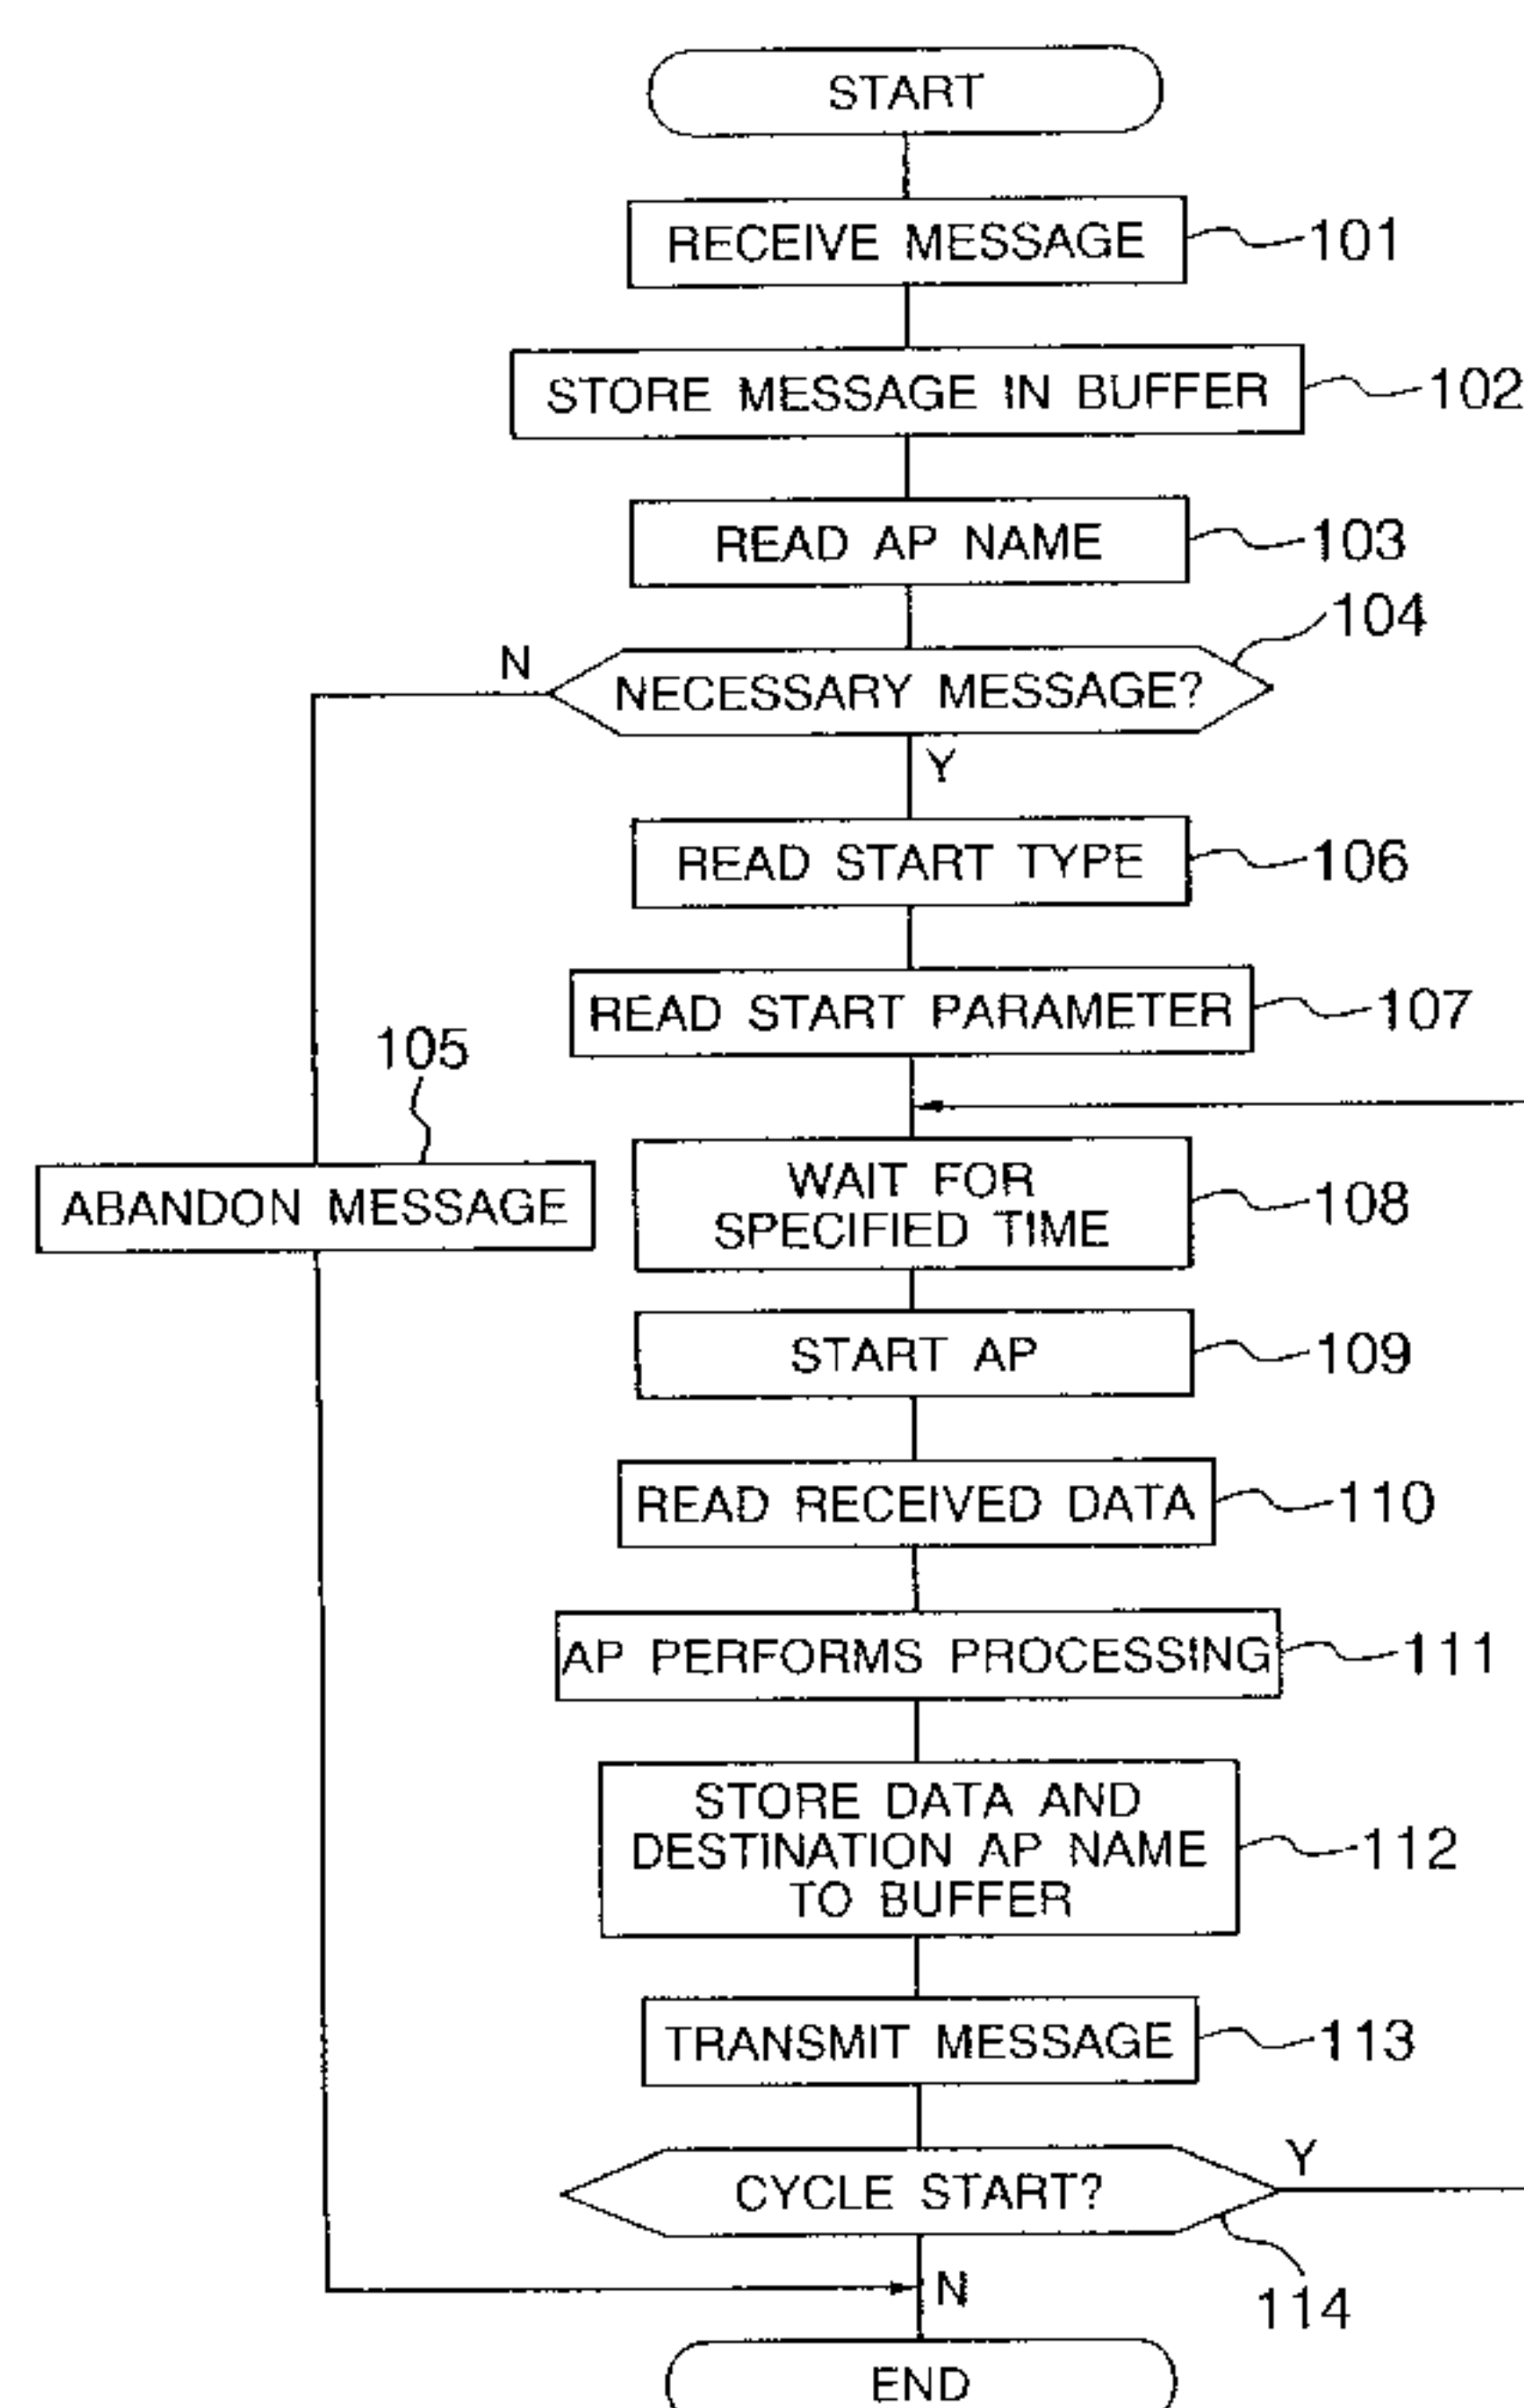 START
RECEIVE MESSAGE
101
STORE MESSAGE IN BUFFER
102
READ AP NAME
103
104
N
NECESSARY MESSAGE?
Y
READ START TYPE
106
READ START PARAMETER
107
105
ABANDON MESSAGE
WAIT FOR
SPECIFIED TIME
108
START AP
109
READ RECEIVED DATA
110
AP PERFORMS PROCESSING
111
STORE DATA AND
DESTINATION AP NAME
TO BUFFER
112
TRANSMIT MESSAGE
113
CYCLE START?
Y
N
114
END